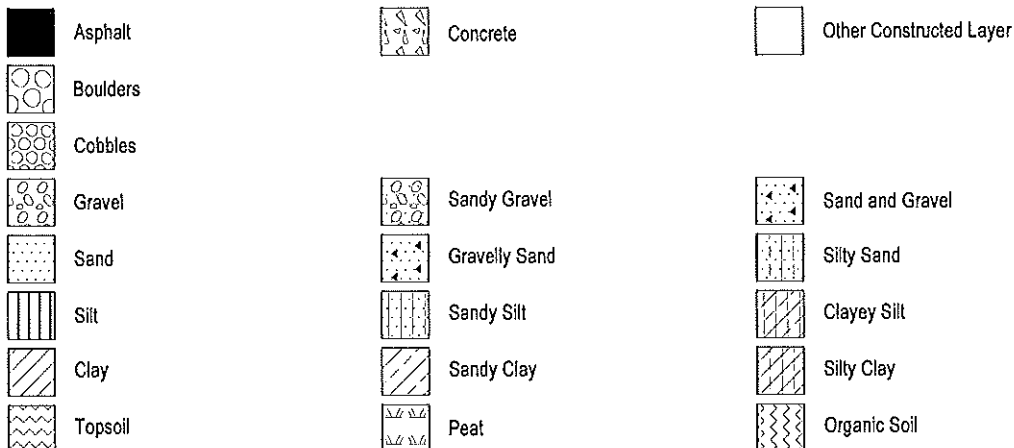 Asphalt Concrete Other Constructed Layer
Boulders
Cobbles
Gravel Sandy Gravel Sand and Gravel
Sand Gravelly Sand Silty Sand
Silt Sandy Silt Clayey Silt
Clay Sandy Clay Silty Clay
Topsoil Peat Organic Soil